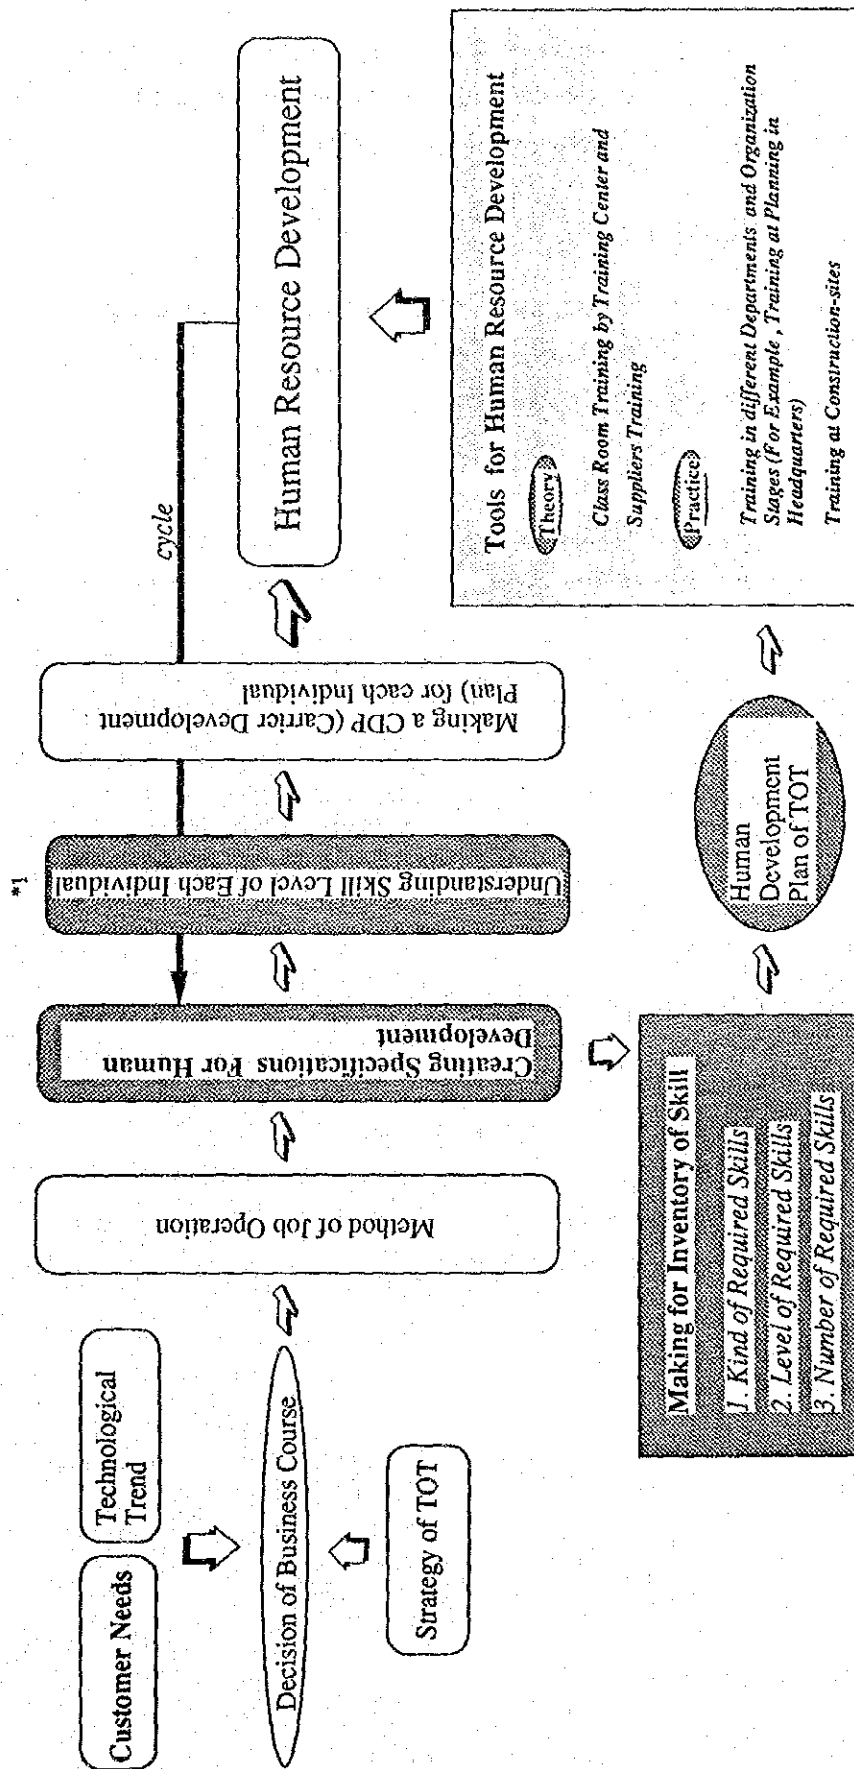 Customer Needs
Technological
Trend
Decision of Business Course
Strategy of TOT
Method of Job Operation
Creating Specifications For Human
Development
*1
Understanding Skill Level of Each Individual
Making a CDP (Carrier Development
Plan) for each Individual
cycle
Human Resource Development
Making for Inventory of Skill
1. Kind of Required Skills
2. Level of Required Skills
3. Number of Required Skills
Human
Development
Plan of TOT
Tools for Human Resource Development
Theory
Class Room Training by Training Center and
Suppliers Training
Practice
Training in different Departments and Organization
Stages (For Example , Training at Planning in
Headquarters)
Training at Construction-sites